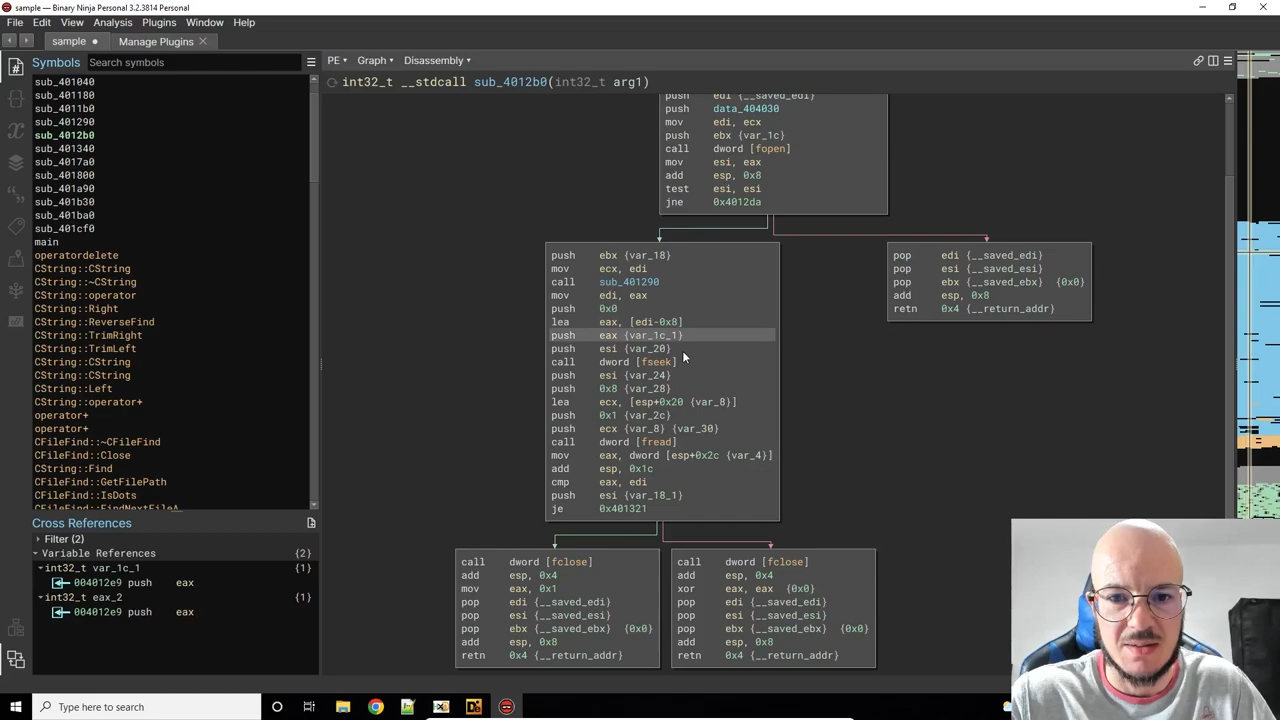 sample — Binary Ninja Personal 3.2.3814 Personal
File Edit View Analysis Plugins Window Help
sample Manage Plugins
Symbols Search symbols
PE Graph Disassembly
int32_t __stdcall sub_4012b0(int32_t arg1)
sub_401040
sub_401180
sub_4011b0
sub_401290
sub_4012b0
sub_401340
sub_4017a0
sub_401800
sub_401a90
sub_401b30
sub_401ba0
sub_401cf0
main
operatordelete
CString::CString
CString::~CString
CString::operator
CString::Right
CString::ReverseFind
CString::TrimRight
CString::TrimLeft
CString::CString
CString::CString
CString::Left
CString::operator+
operator+
operator+
CFileFind::~CFileFind
CFileFind::Close
CString::Find
CFileFind::GetFilePath
CFileFind::IsDots
CFileFind::FindNextFileA
Cross References
Filter (2)
Variable References {2}
int32_t var_1c_1 {1}
004012e9 push eax
int32_t eax_2 {1}
004012e9 push eax
push edi {__saved_edi}
push data_404030
mov edi, ecx
push ebx {var_1c}
call dword [fopen]
mov esi, eax
add esp, 0x8
test esi, esi
jne 0x4012da
push ebx {var_18}
mov ecx, edi
call sub_401290
mov edi, eax
push 0x0
lea eax, [edi-0x8]
push eax {var_1c_1}
push esi {var_20}
call dword [fseek]
push esi {var_24}
push 0x8 {var_28}
lea ecx, [esp+0x20 {var_8}]
push 0x1 {var_2c}
push ecx {var_8} {var_30}
call dword [fread]
mov eax, dword [esp+0x2c {var_4}]
add esp, 0x1c
cmp eax, edi
push esi {var_18_1}
je 0x401321
pop edi {__saved_edi}
pop esi {__saved_esi}
pop ebx {__saved_ebx} {0x0}
add esp, 0x8
retn 0x4 {__return_addr}
call dword [fclose]
add esp, 0x4
mov eax, 0x1
pop edi {__saved_edi}
pop esi {__saved_esi}
pop ebx {__saved_ebx} {0x0}
add esp, 0x8
retn 0x4 {__return_addr}
call dword [fclose]
add esp, 0x4
xor eax, eax {0x0}
pop edi {__saved_edi}
pop esi {__saved_esi}
pop ebx {__saved_ebx} {0x0}
add esp, 0x8
retn 0x4 {__return_addr}
Type here to search